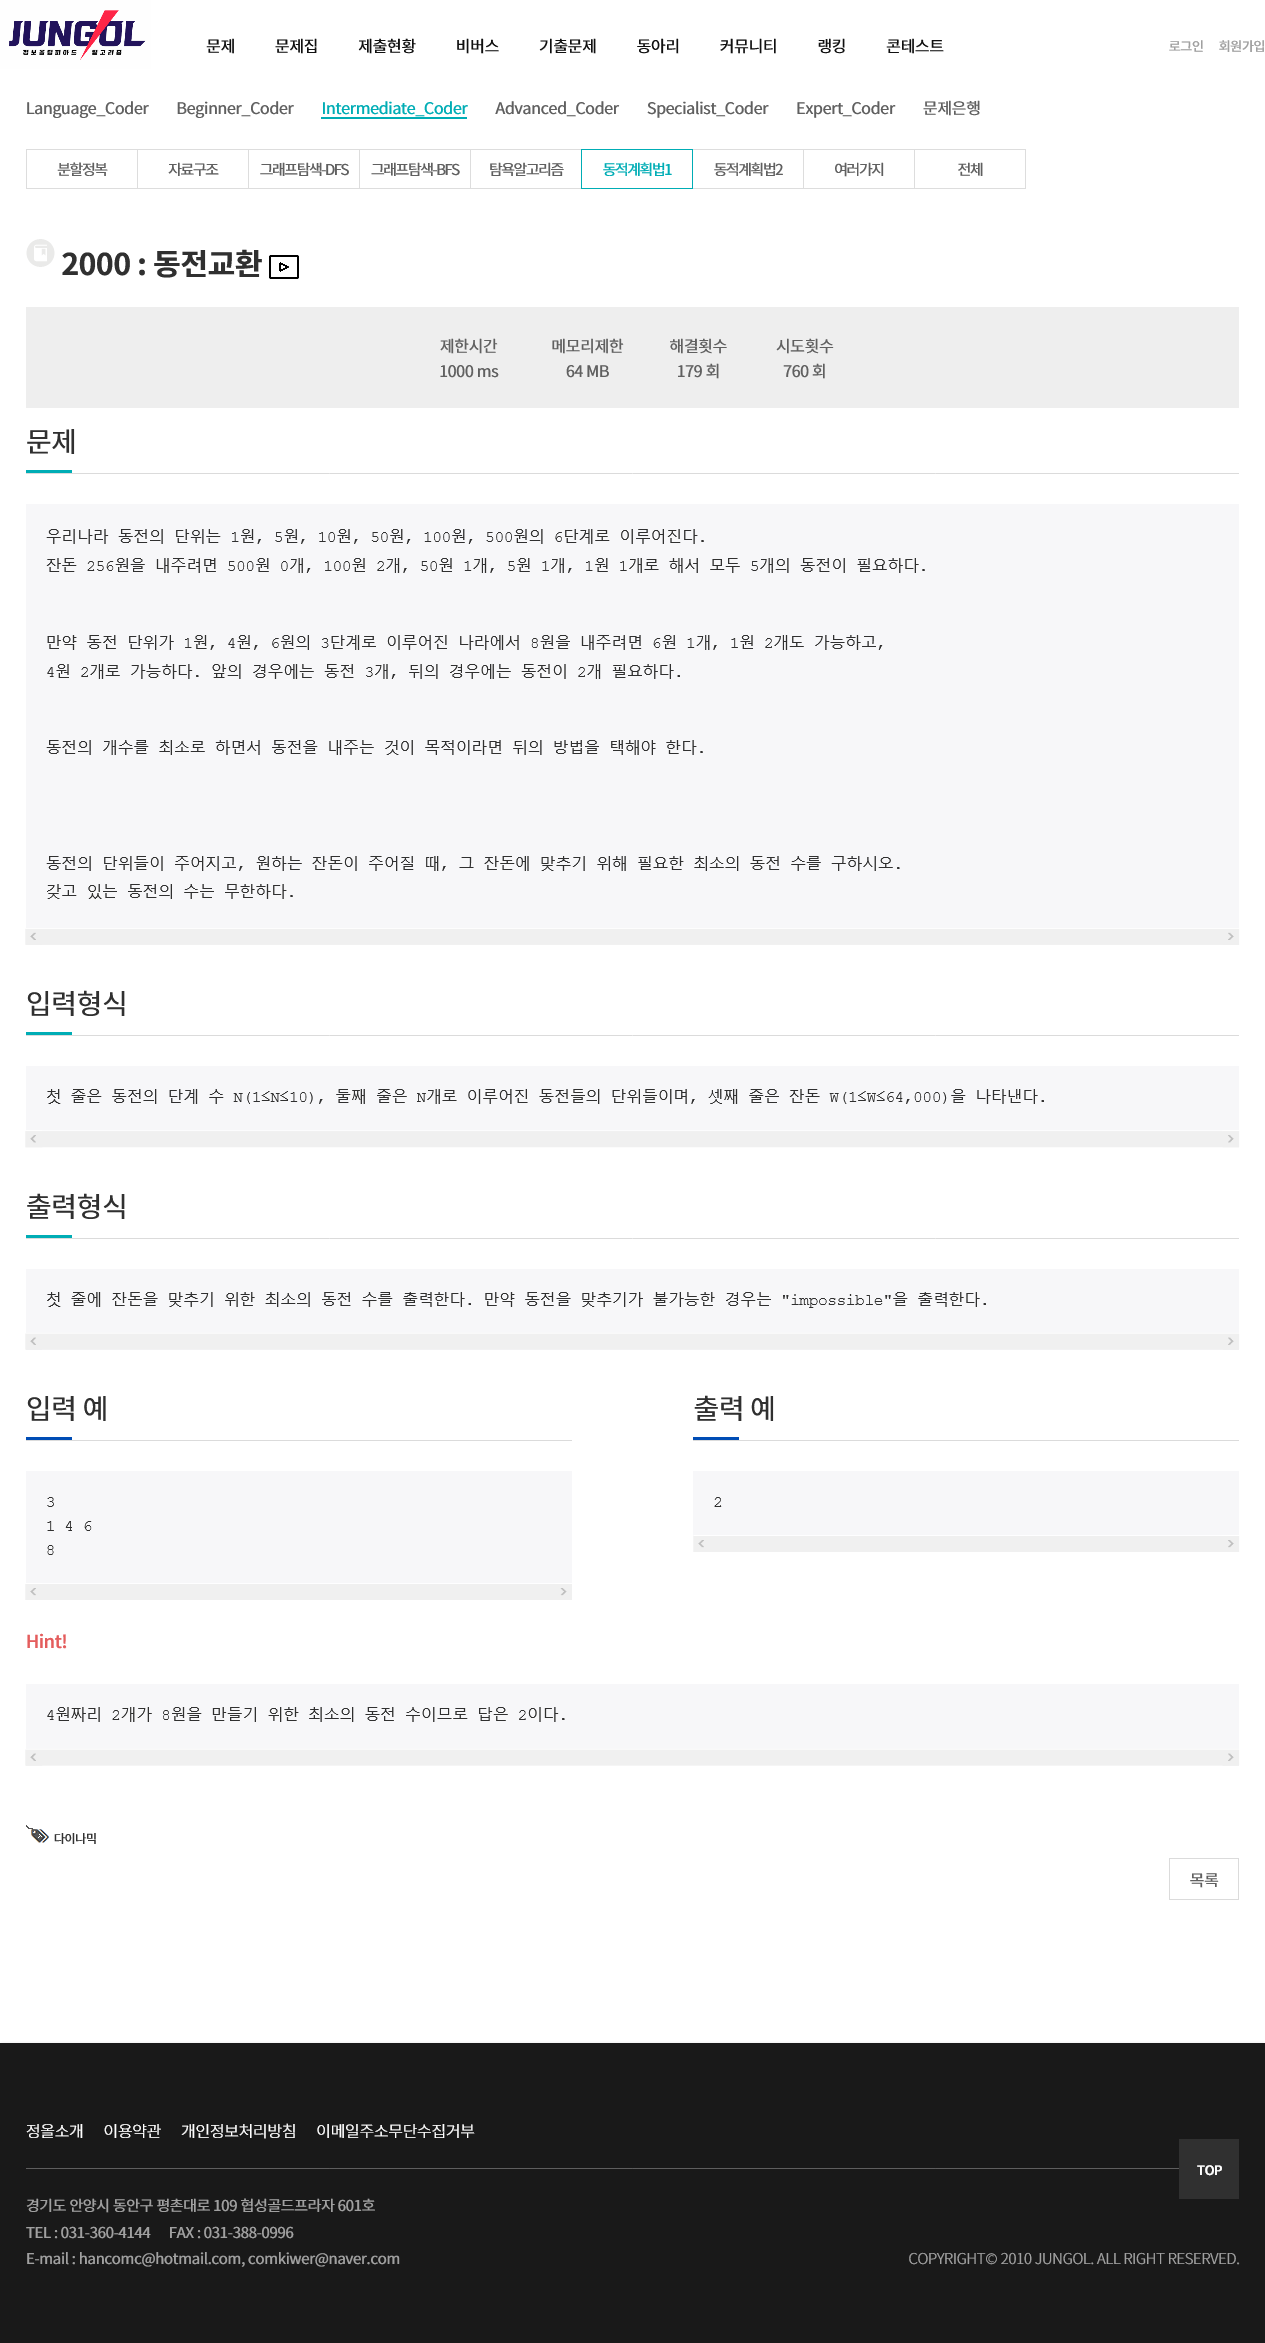 JUNGOL
정보올림피아드 알고리즘
문제 문제집 제출현황 비버스 기출문제 동아리 커뮤니티 랭킹 콘테스트
로그인 회원가입
Language_Coder Beginner_Coder Intermediate_Coder Advanced_Coder Specialist_Coder Expert_Coder 문제은행
분할정복 자료구조 그래프탐색-DFS 그래프탐색-BFS 탐욕알고리즘 동적계획법1 동적계획법2 여러가지 전체
2000 : 동전교환
제한시간 메모리제한 해결횟수 시도횟수
1000 ms 64 MB 179 회 760 회
문제
우리나라 동전의 단위는 1원, 5원, 10원, 50원, 100원, 500원의 6단계로 이루어진다.
잔돈 256원을 내주려면 500원 0개, 100원 2개, 50원 1개, 5원 1개, 1원 1개로 해서 모두 5개의 동전이 필요하다.
만약 동전 단위가 1원, 4원, 6원의 3단계로 이루어진 나라에서 8원을 내주려면 6원 1개, 1원 2개도 가능하고,
4원 2개로 가능하다. 앞의 경우에는 동전 3개, 뒤의 경우에는 동전이 2개 필요하다.
동전의 개수를 최소로 하면서 동전을 내주는 것이 목적이라면 뒤의 방법을 택해야 한다.
동전의 단위들이 주어지고, 원하는 잔돈이 주어질 때, 그 잔돈에 맞추기 위해 필요한 최소의 동전 수를 구하시오.
갖고 있는 동전의 수는 무한하다.
입력형식
첫 줄은 동전의 단계 수 N(1≤N≤10), 둘째 줄은 N개로 이루어진 동전들의 단위들이며, 셋째 줄은 잔돈 W(1≤W≤64,000)을 나타낸다.
출력형식
첫 줄에 잔돈을 맞추기 위한 최소의 동전 수를 출력한다. 만약 동전을 맞추기가 불가능한 경우는 "impossible"을 출력한다.
입력 예
3
1 4 6
8
출력 예
2
Hint!
4원짜리 2개가 8원을 만들기 위한 최소의 동전 수이므로 답은 2이다.
다이나믹
목록
정올소개 이용약관 개인정보처리방침 이메일주소무단수집거부
TOP
경기도 안양시 동안구 평촌대로 109 협성골드프라자 601호
TEL : 031-360-4144 FAX : 031-388-0996
E-mail : hancomc@hotmail.com, comkiwer@naver.com
COPYRIGHT© 2010 JUNGOL. ALL RIGHT RESERVED.